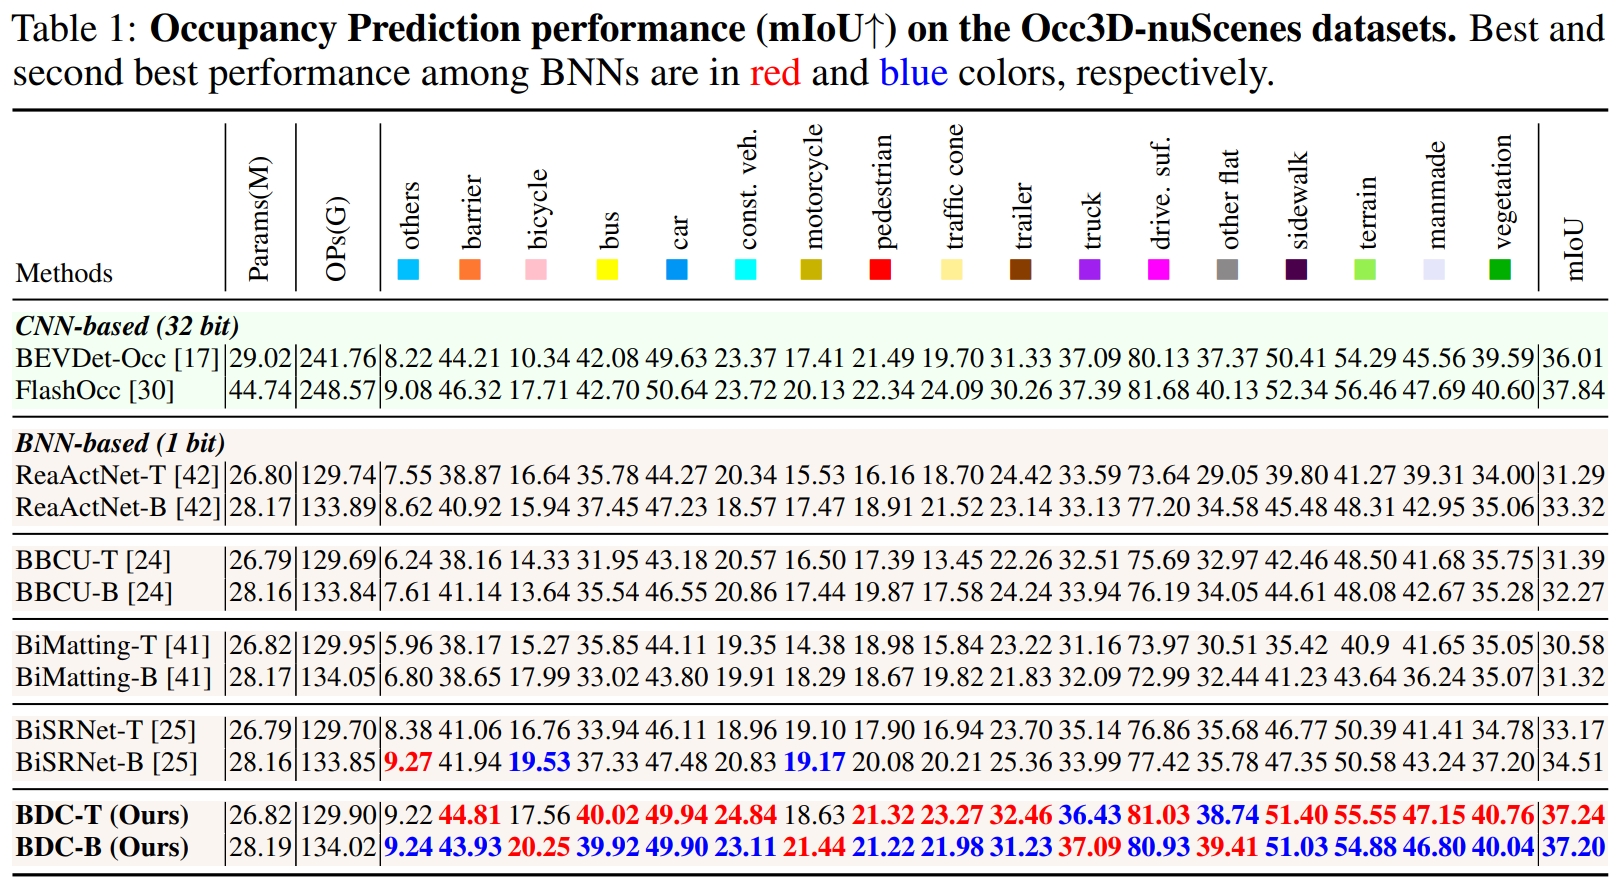 Table 1: Occupancy Prediction performance (mIoU↑) on the Occ3D-nuScenes datasets. Best and
second best performance among BNNs are in red and blue colors, respectively.
Methods Params(M) OPs(G) others barrier bicycle bus car const. veh. motorcycle pedestrian traffic cone trailer truck drive. suf. other flat sidewalk terrain manmade vegetation mIoU
CNN-based (32 bit)
BEVDet-Occ [17] 29.02 241.76 8.22 44.21 10.34 42.08 49.63 23.37 17.41 21.49 19.70 31.33 37.09 80.13 37.37 50.41 54.29 45.56 39.59 36.01
FlashOcc [30] 44.74 248.57 9.08 46.32 17.71 42.70 50.64 23.72 20.13 22.34 24.09 30.26 37.39 81.68 40.13 52.34 56.46 47.69 40.60 37.84
BNN-based (1 bit)
ReaActNet-T [42] 26.80 129.74 7.55 38.87 16.64 35.78 44.27 20.34 15.53 16.16 18.70 24.42 33.59 73.64 29.05 39.80 41.27 39.31 34.00 31.29
ReaActNet-B [42] 28.17 133.89 8.62 40.92 15.94 37.45 47.23 18.57 17.47 18.91 21.52 23.14 33.13 77.20 34.58 45.48 48.31 42.95 35.06 33.32
BBCU-T [24] 26.79 129.69 6.24 38.16 14.33 31.95 43.18 20.57 16.50 17.39 13.45 22.26 32.51 75.69 32.97 42.46 48.50 41.68 35.75 31.39
BBCU-B [24] 28.16 133.84 7.61 41.14 13.64 35.54 46.55 20.86 17.44 19.87 17.58 24.24 33.94 76.19 34.05 44.61 48.08 42.67 35.28 32.27
BiMatting-T [41] 26.82 129.95 5.96 38.17 15.27 35.85 44.11 19.35 14.38 18.98 15.84 23.22 31.16 73.97 30.51 35.42 40.9 41.65 35.05 30.58
BiMatting-B [41] 28.17 134.05 6.80 38.65 17.99 33.02 43.80 19.91 18.29 18.67 19.82 21.83 32.09 72.99 32.44 41.23 43.64 36.24 35.07 31.32
BiSRNet-T [25] 26.79 129.70 8.38 41.06 16.76 33.94 46.11 18.96 19.10 17.90 16.94 23.70 35.14 76.86 35.68 46.77 50.39 41.41 34.78 33.17
BiSRNet-B [25] 28.16 133.85 9.27 41.94 19.53 37.33 47.48 20.83 19.17 20.08 20.21 25.36 33.99 77.42 35.78 47.35 50.58 43.24 37.20 34.51
BDC-T (Ours) 26.82 129.90 9.22 44.81 17.56 40.02 49.94 24.84 18.63 21.32 23.27 32.46 36.43 81.03 38.74 51.40 55.55 47.15 40.76 37.24
BDC-B (Ours) 28.19 134.02 9.24 43.93 20.25 39.92 49.90 23.11 21.44 21.22 21.98 31.23 37.09 80.93 39.41 51.03 54.88 46.80 40.04 37.20